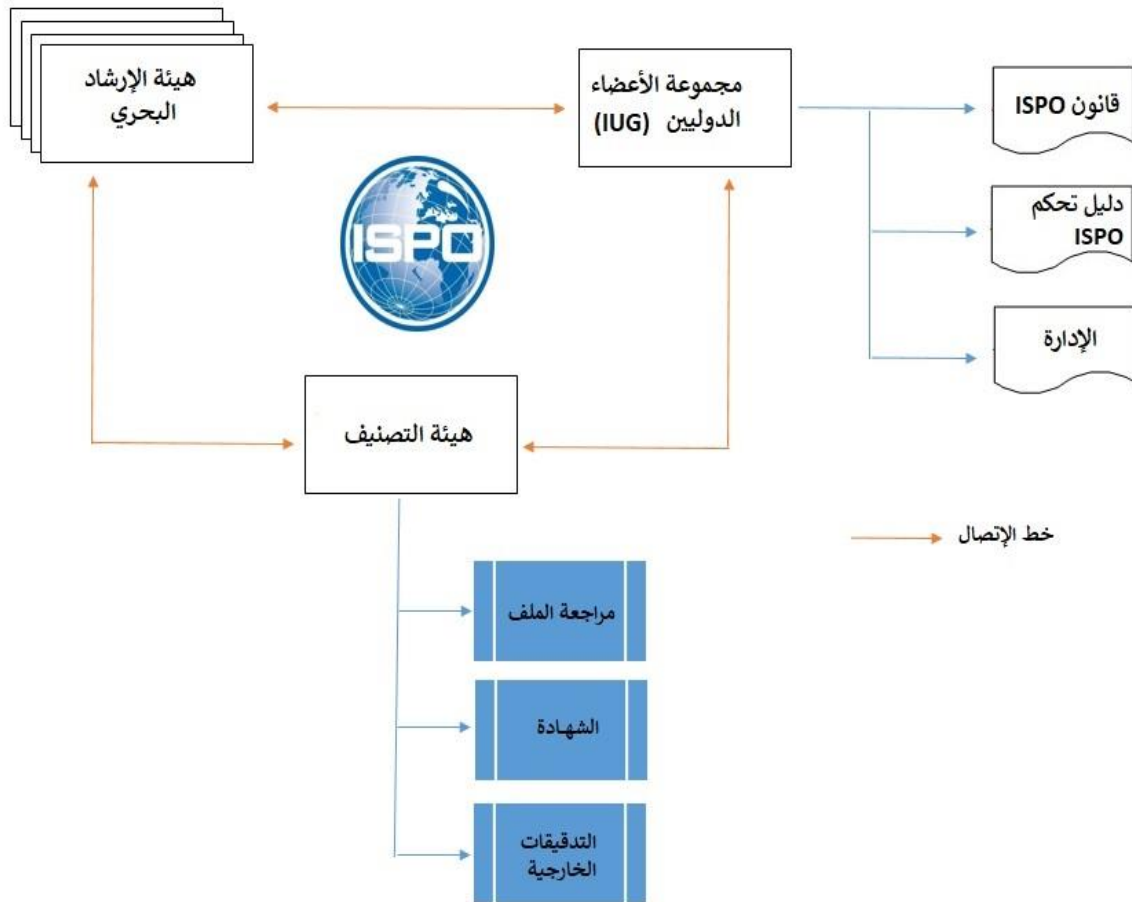 هيئة الإرشاد
البحري
مجموعة الأعضاء
الدوليين (IUG)
قانون ISPO
دليل تحكم
ISPO
الإدارة
ISPO
هيئة التصنيف
خط الإتصال
مراجعة الملف
الشهادة
التدقيقات
الخارجية